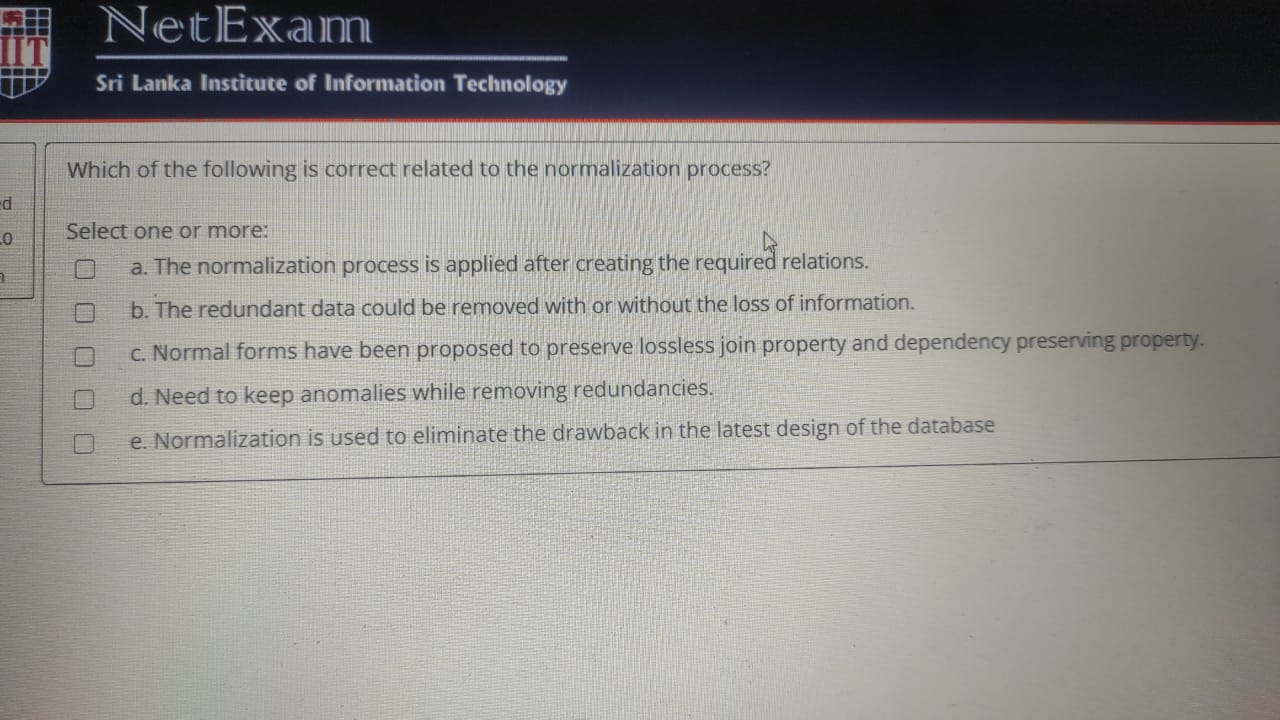 NetExam
IIT
Sri Lanka Institute of Information Technology
Which of the following is correct related to the normalization process?
Select one or more:
a. The normalization process is applied after creating the required relations.
b. The redundant data could be removed with or without the loss of information.
c. Normal forms have been proposed to preserve lossless join property and dependency preserving property.
d. Need to keep anomalies while removing redundancies.
e. Normalization is used to eliminate the drawback in the latest design of the database